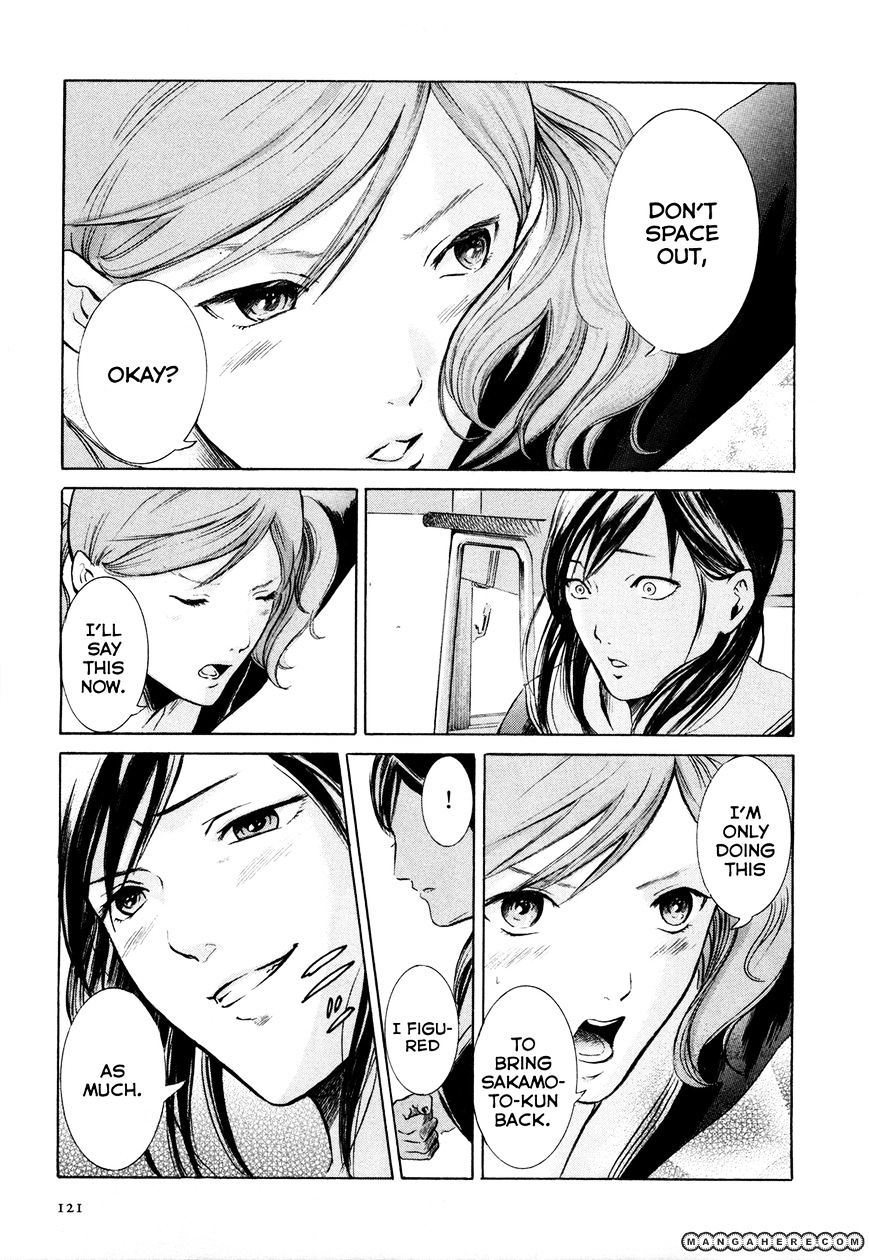 DON'T
SPACE
OUT,
OKAY?
I'LL
SAY
THIS
NOW.
I'M
ONLY
DOING
THIS
TO
BRING
SAKAMO-
TO-KUN
BACK.
!
I FIGU-
RED
AS
MUCH.
121
MANGAHERE.COM